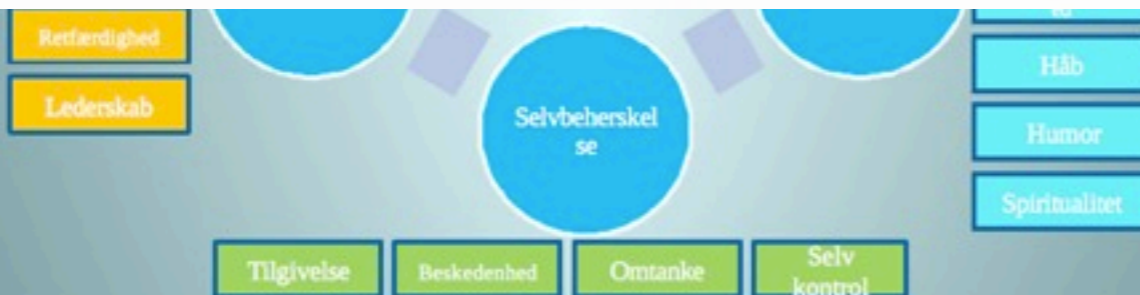 Retfærdighed
Lederskab
Selvbeherskel
se
Håb
Humor
Spiritualitet
Tilgivelse
Beskedenhed
Omtanke
Selv
kontrol